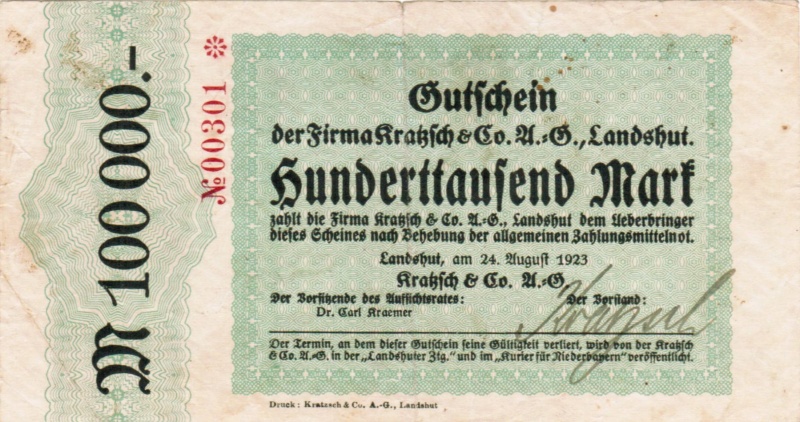 M 100 000.-
№ 00301 *
Gutschein
der Firma Kratzsch & Co. A.=G., Landshut.
Hunderttausend Mark
zahlt die Firma Kratzsch & Co. A.=G., Landshut dem Ueberbringer
dieses Scheines nach Behebung der allgemeinen Zahlungsmittelnot.
Landshut, am 24. August 1923
Kratzsch & Co. A.=G.
Der Vorsitzende des Aufsichtsrates: Der Vorstand:
Dr. Carl Kraemer Kratzsch
Der Termin, an dem dieser Gutschein seine Gültigkeit verliert, wird von der Kratzsch
& Co. A.=G. in der „Landshuter Ztg." und im „Kurier für Niederbayern" veröffentlicht.
Druck: Kratzsch & Co. A.-G., Landshut